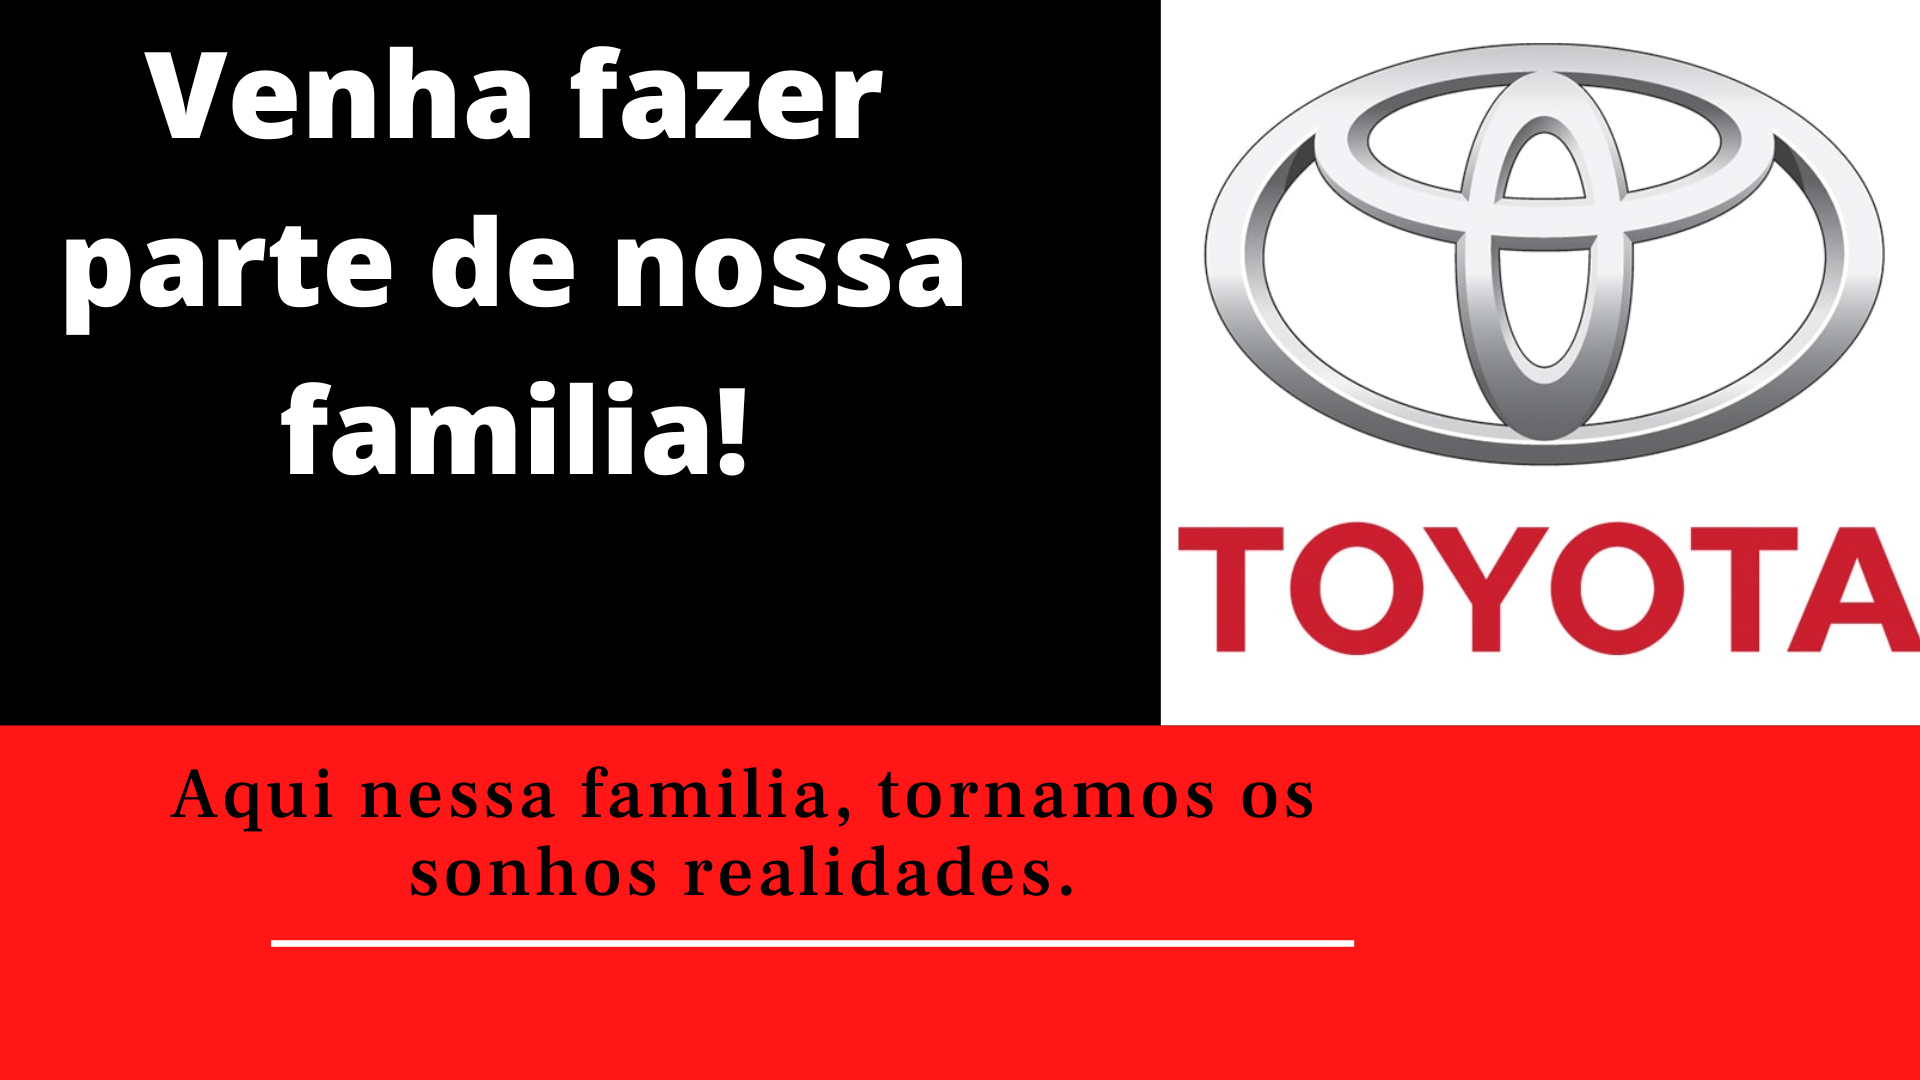 Venha fazer
parte de nossa
familia!
TOYOTA
Aqui nessa familia, tornamos os
sonhos realidades.